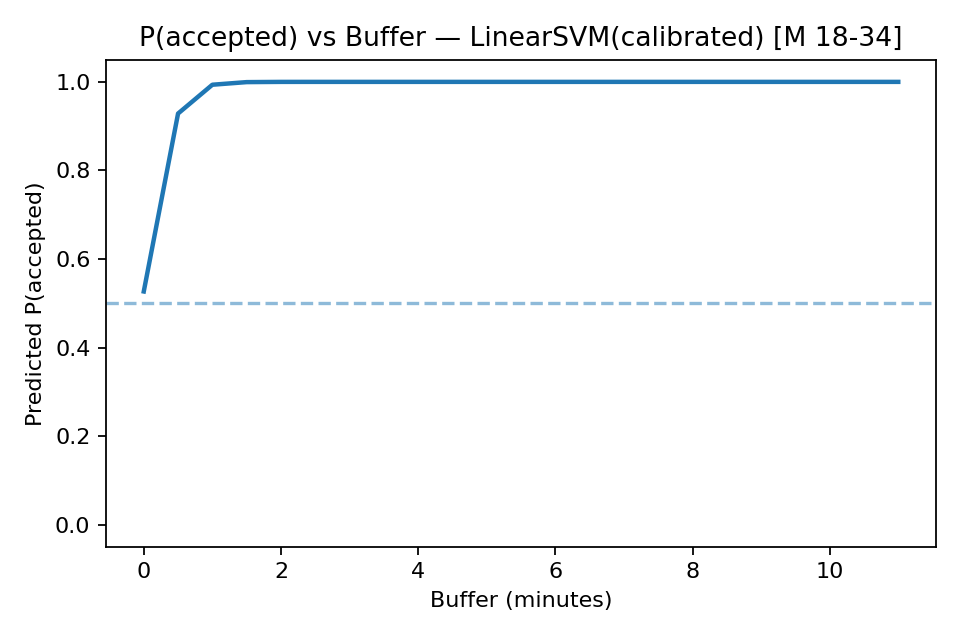 P(accepted) vs Buffer — LinearSVM(calibrated) [M 18-34]
Predicted P(accepted)
1.0
0.8
0.6
0.4
0.2
0.0
0 2 4 6 8 10
Buffer (minutes)